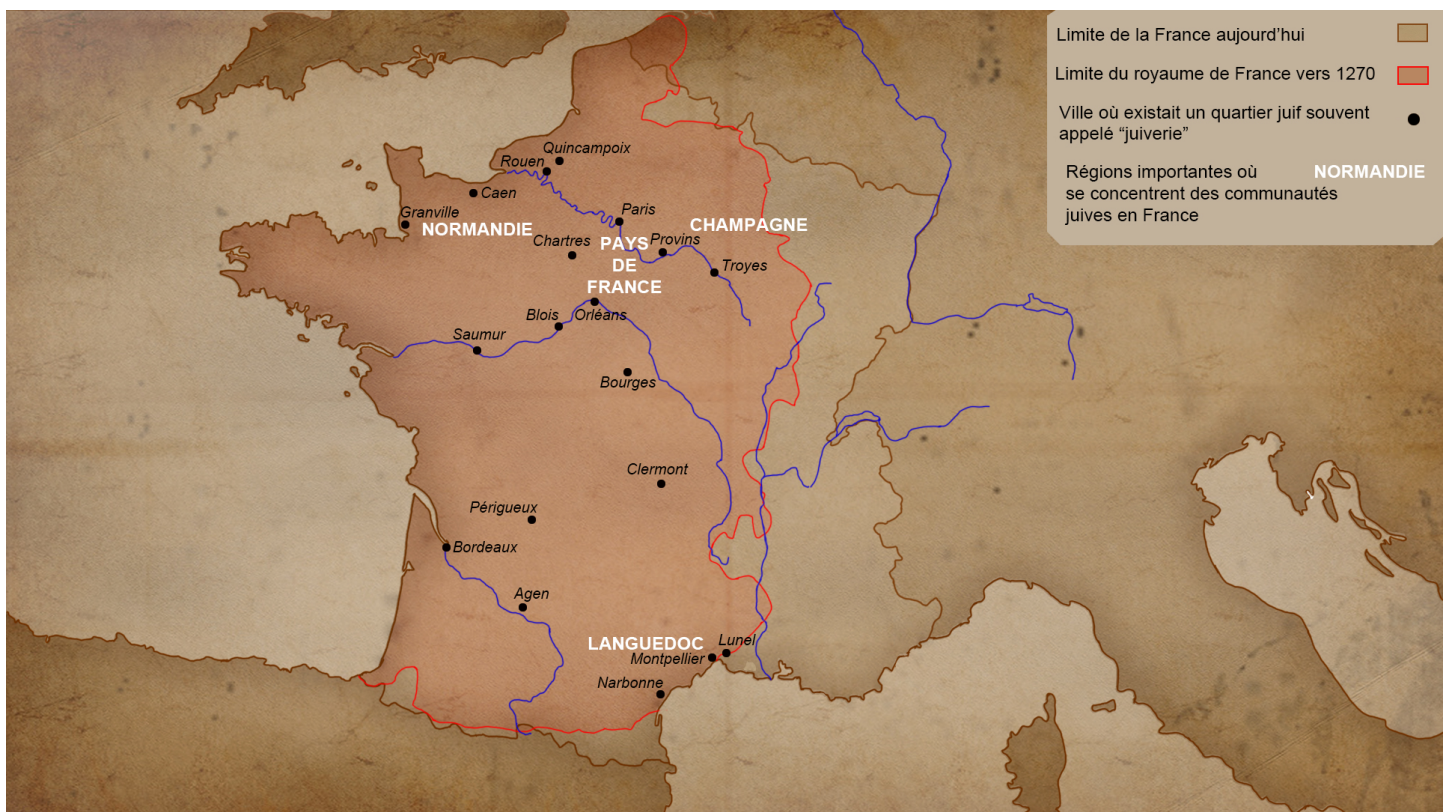 Limite de la France aujourd’hui
Limite du royaume de France vers 1270
Ville où existait un quartier juif souvent
appelé “juiverie”
Régions importantes où
se concentrent des communautés
juives en France
NORMANDIE
Quincampoix
Rouen
Caen
Granville
NORMANDIE
Paris
CHAMPAGNE
Chartres
PAYS
DE
FRANCE
Provins
Troyes
Blois
Orléans
Saumur
Bourges
Clermont
Périgueux
Bordeaux
Agen
LANGUEDOC
Lunel
Montpellier
Narbonne